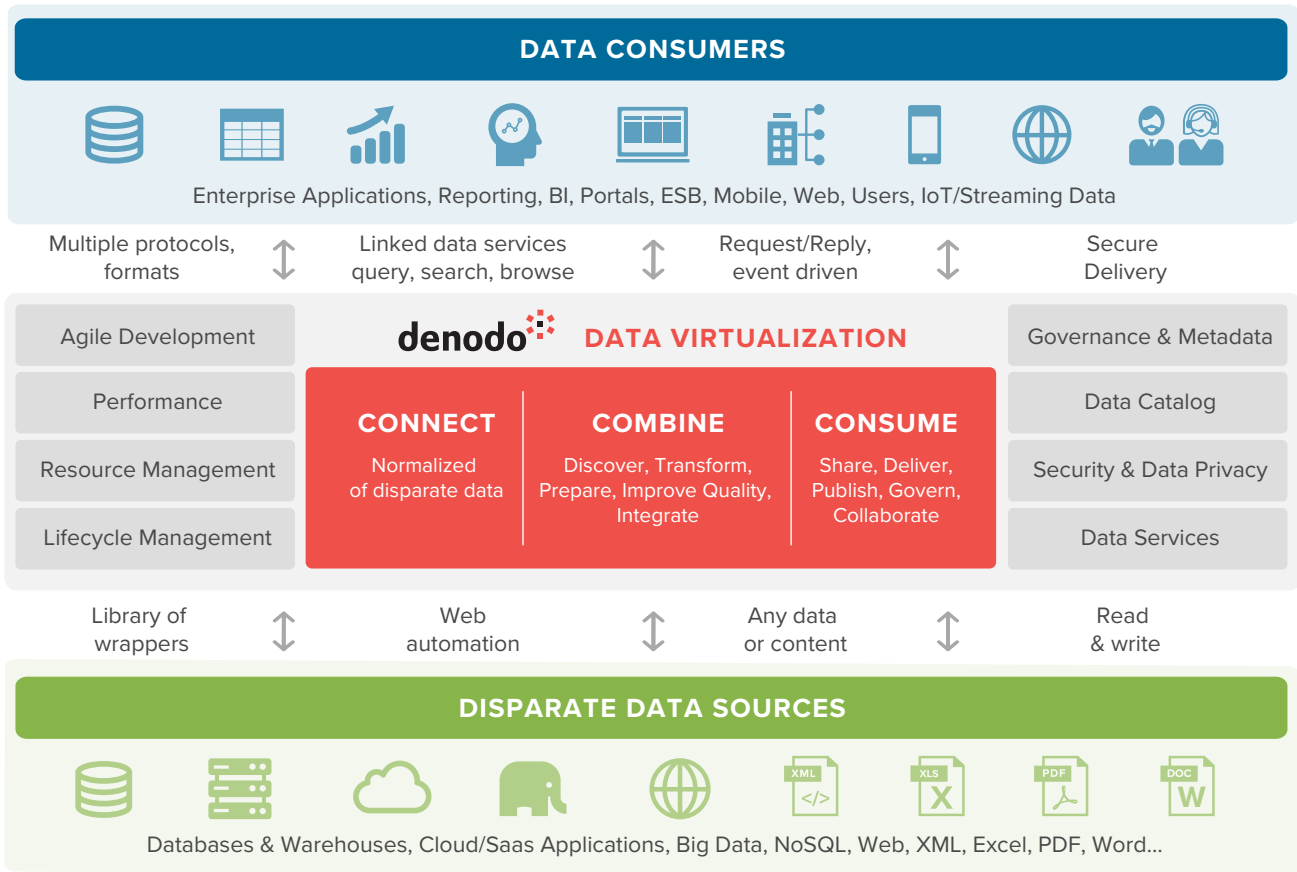 DATA CONSUMERS
Enterprise Applications, Reporting, BI, Portals, ESB, Mobile, Web, Users, IoT/Streaming Data
Multiple protocols,
formats
Linked data services
query, search, browse
Request/Reply,
event driven
Secure
Delivery
Agile Development
Performance
Resource Management
Lifecycle Management
denodo
DATA VIRTUALIZATION
CONNECT
Normalized
of disparate data
COMBINE
Discover, Transform,
Prepare, Improve Quality,
Integrate
CONSUME
Share, Deliver,
Publish, Govern,
Collaborate
Governance & Metadata
Data Catalog
Security & Data Privacy
Data Services
Library of
wrappers
Web
automation
Any data
or content
Read
& write
DISPARATE DATA SOURCES
XML
</>
XLS
X
PDF
DOC
W
Databases & Warehouses, Cloud/Saas Applications, Big Data, NoSQL, Web, XML, Excel, PDF, Word...